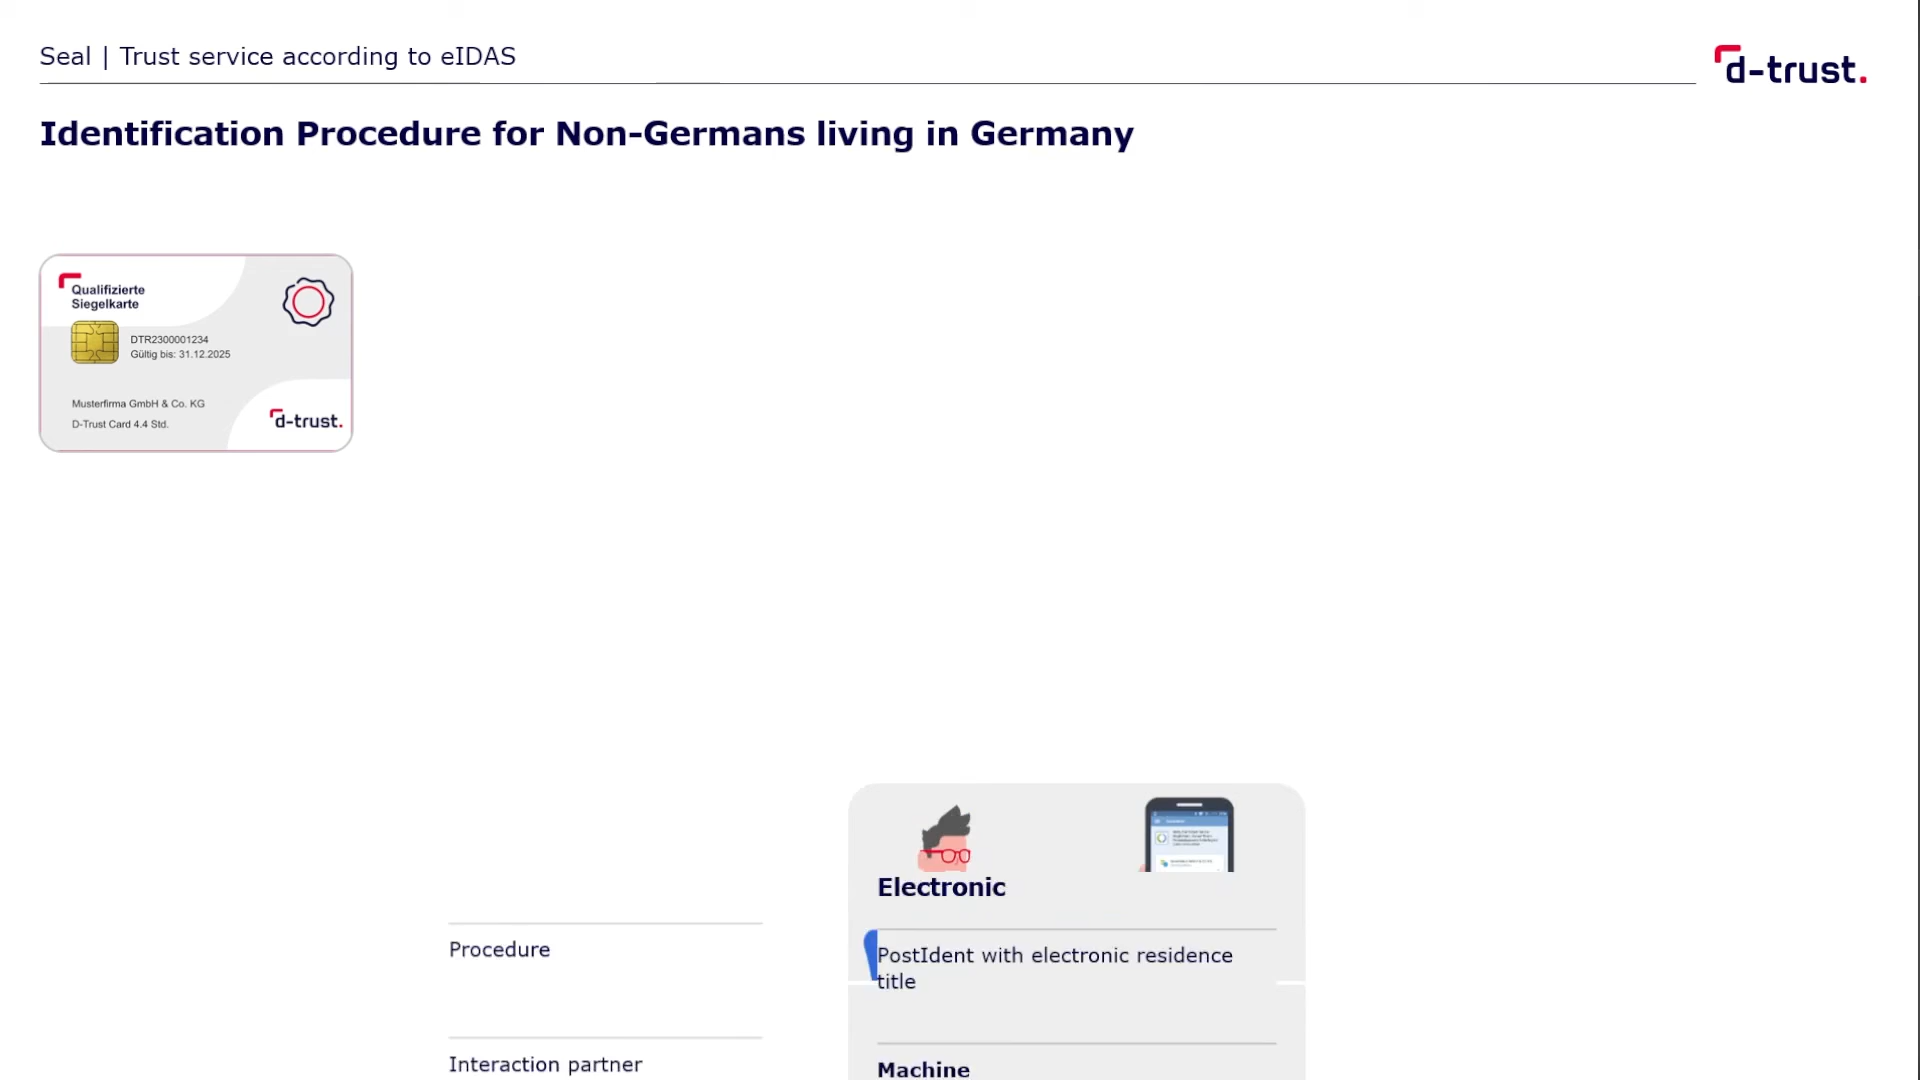 Seal | Trust service according to eIDAS
d-trust.
Identification Procedure for Non-Germans living in Germany
Qualifizierte
Siegelkarte
DTR2300001234
Gültig bis: 31.12.2025
Musterfirma GmbH & Co. KG
D-Trust Card 4.4 Std.
d-trust.
Electronic
Procedure
PostIdent with electronic residence
title
Interaction partner
Machine